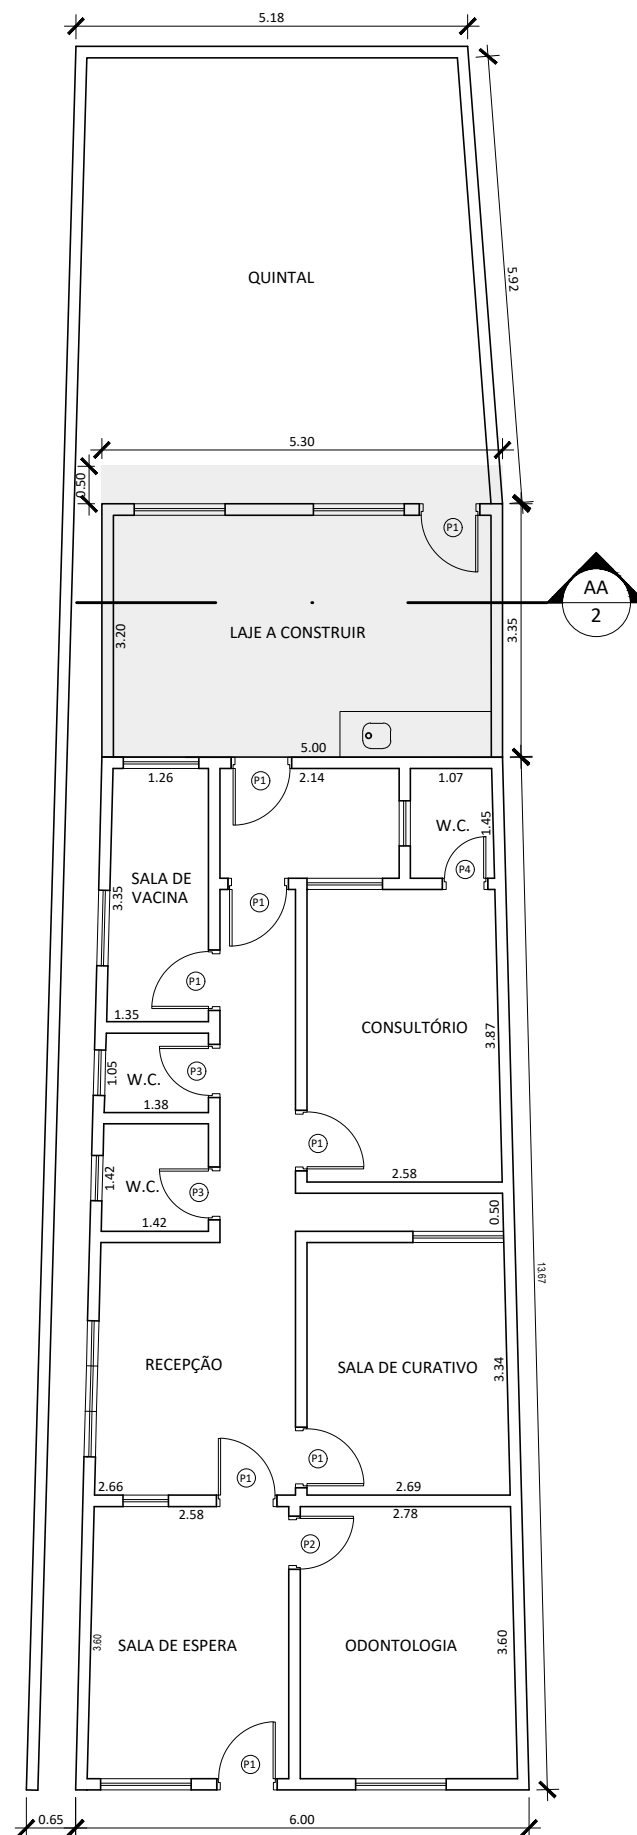 5.18
QUINTAL
5.92
5.30
0.50
P1
AA
2
3.20
LAJE A CONSTRUIR
3.35
5.00
1.26
P1
2.14
1.07
W.C.
1.45
SALA DE
VACINA
3.35
P4
P1
P1
1.35
CONSULTÓRIO
3.87
1.05
W.C.
P3
1.38
P1
1.42
W.C.
P3
2.58
1.42
0.50
13.67
RECEPÇÃO
SALA DE CURATIVO
3.34
P1
P1
2.66
2.69
2.58
2.78
P2
3.60
SALA DE ESPERA
ODONTOLOGIA
3.60
P1
0.65
6.00